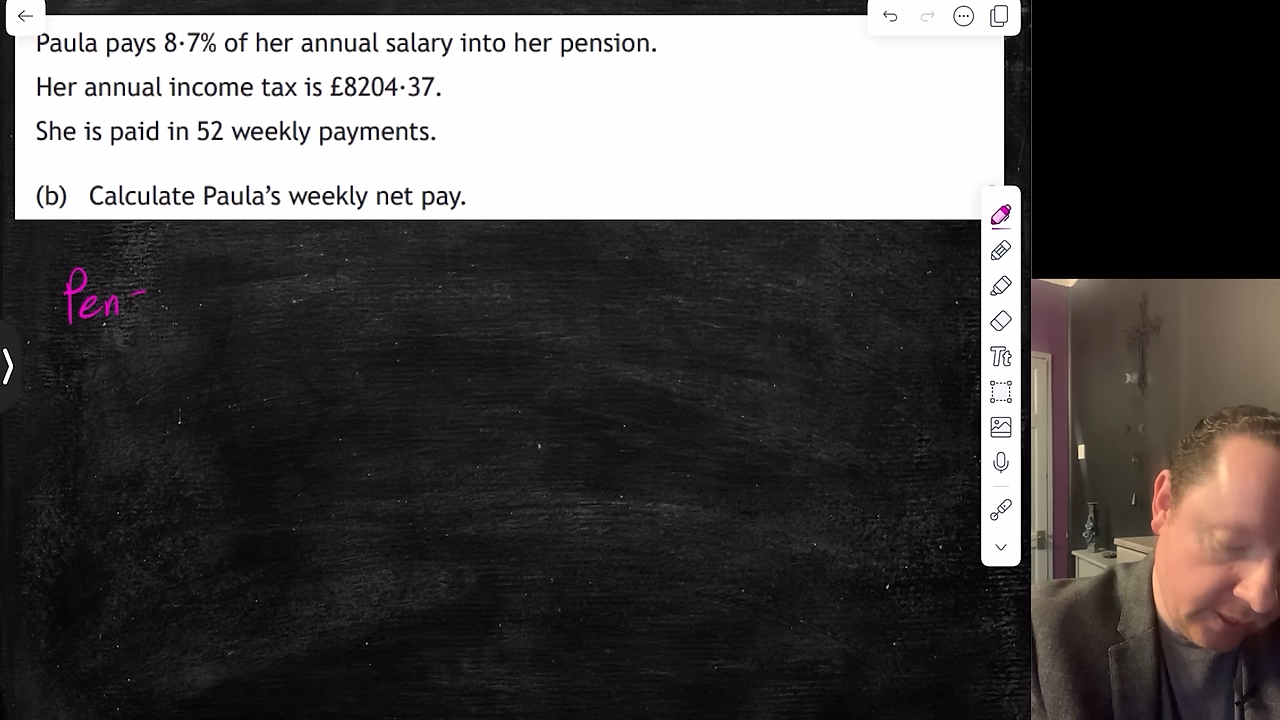 Paula pays 8·7% of her annual salary into her pension.
Her annual income tax is £8204·37.
She is paid in 52 weekly payments.
(b) Calculate Paula's weekly net pay.
Pen-
Tt